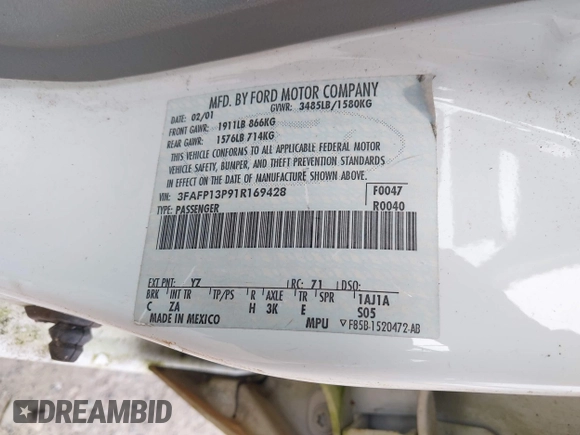 MFD. BY FORD MOTOR COMPANY
DATE: 02/01 GVWR: 3485LB/1580KG
FRONT GAWR: 1911LB 866KG
REAR GAWR: 1576LB 714KG
THIS VEHICLE CONFORMS TO ALL APPLICABLE FEDERAL MOTOR
VEHICLE SAFETY, BUMPER, AND THEFT PREVENTION STANDARDS
IN EFFECT ON THE DATE OF MANUFACTURE SHOWN ABOVE.
VIN: 3FAFP13P91R169428 F0047
TYPE: PASSENGER R0040
EXT PNT: YZ RC: 71 DSO:
BRK INT TR TP/PS R AXLE TR SPR 1AJ1A
C ZA H 3K E S05
MADE IN MEXICO MPU F85B-1520472-AB
DREAMBID